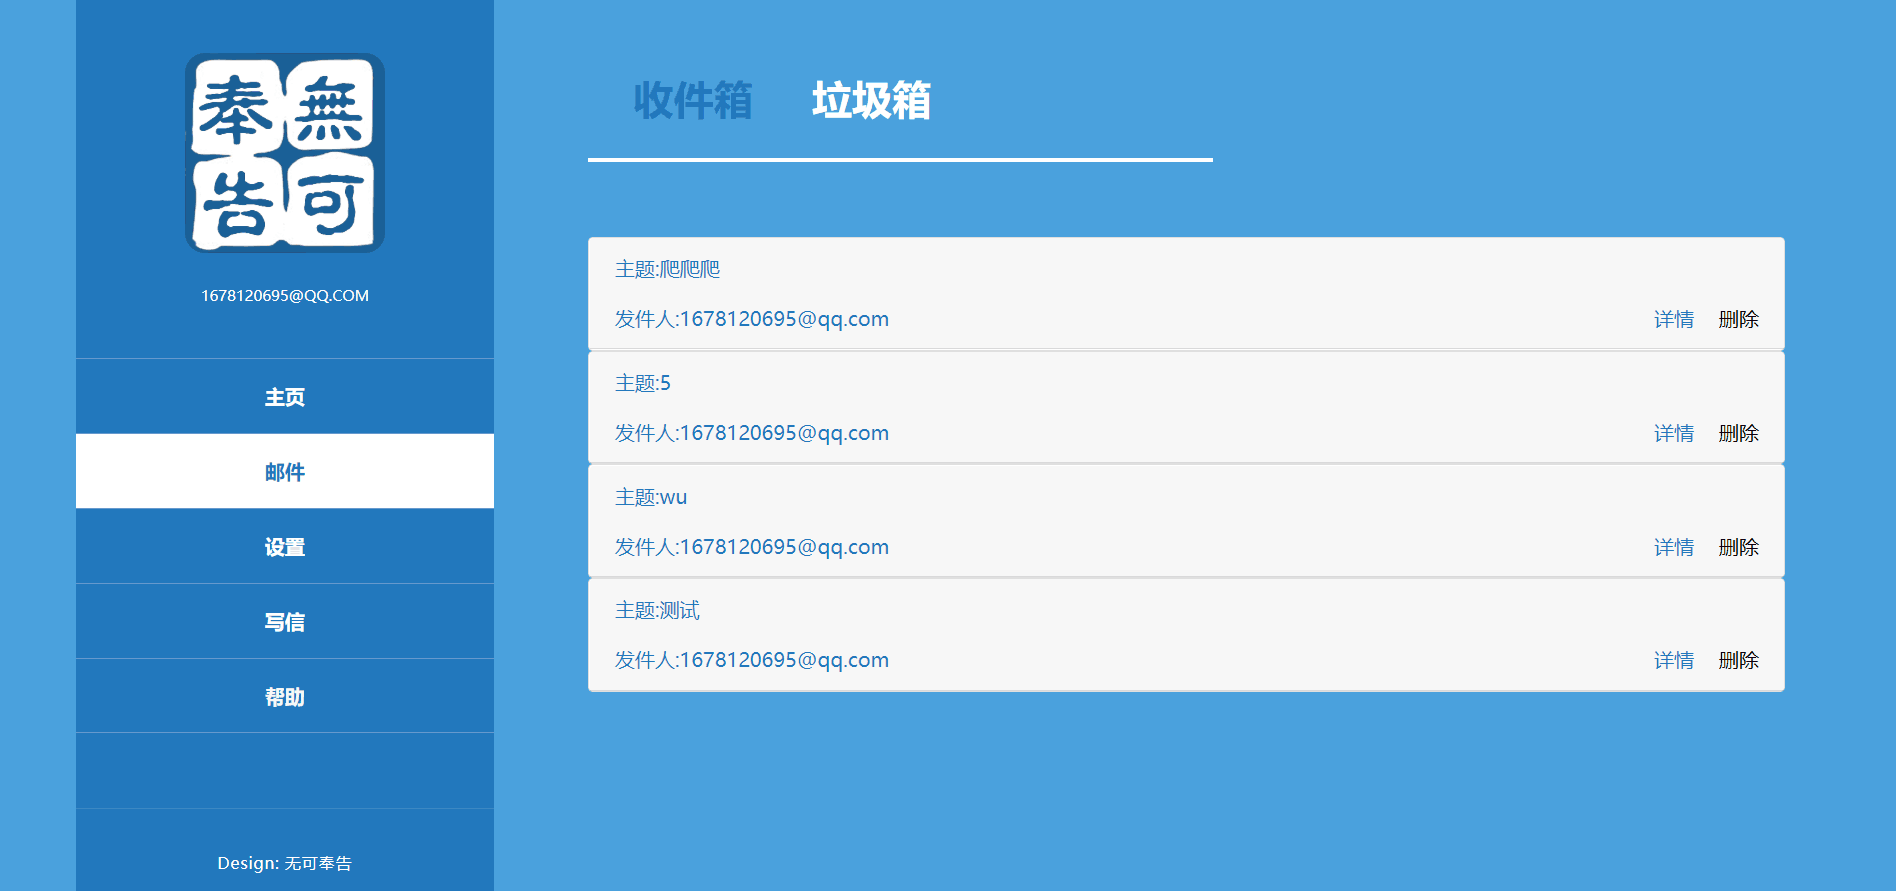 無可
奉告
1678120695@QQ.COM
主页
邮件
设置
写信
帮助
Design: 无可奉告
收件箱 垃圾箱
主题:爬爬爬
发件人:1678120695@qq.com 详情 删除
主题:5
发件人:1678120695@qq.com 详情 删除
主题:wu
发件人:1678120695@qq.com 详情 删除
主题:测试
发件人:1678120695@qq.com 详情 删除